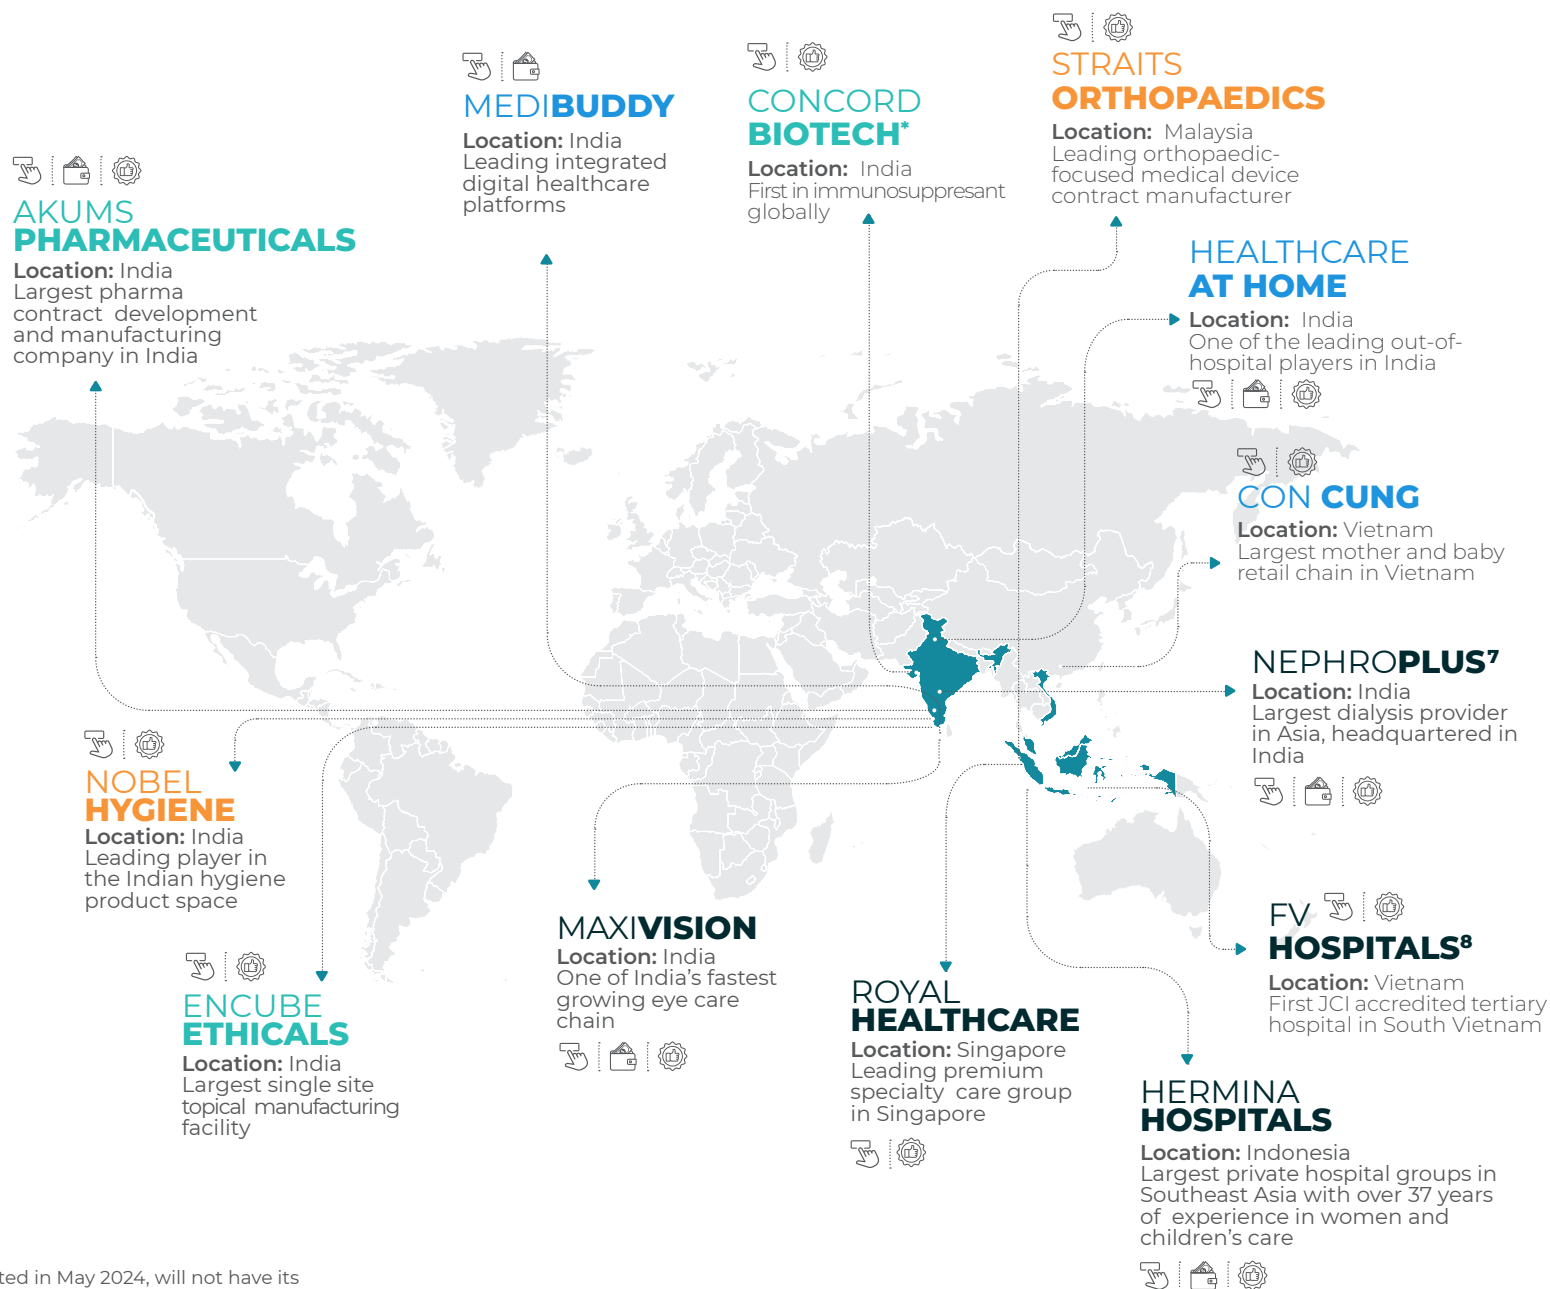 STRAITS
ORTHOPAEDICS
Location: Malaysia
Leading orthopaedic-
focused medical device
contract manufacturer
MEDIBUDDY
Location: India
Leading integrated
digital healthcare
platforms
CONCORD
BIOTECH*
Location: India
First in immunosuppresant
globally
AKUMS
PHARMACEUTICALS
Location: India
Largest pharma
contract development
and manufacturing
company in India
HEALTHCARE
AT HOME
Location: India
One of the leading out-of-
hospital players in India
CON CUNG
Location: Vietnam
Largest mother and baby
retail chain in Vietnam
NEPHROPLUS⁷
Location: India
Largest dialysis provider
in Asia, headquartered in
India
NOBEL
HYGIENE
Location: India
Leading player in
the Indian hygiene
product space
ENCUBE
ETHICALS
Location: India
Largest single site
topical manufacturing
facility
MAXIVISION
Location: India
One of India's fastest
growing eye care
chain
ROYAL
HEALTHCARE
Location: Singapore
Leading premium
specialty care group
in Singapore
FV
HOSPITALS⁸
Location: Vietnam
First JCI accredited tertiary
hospital in South Vietnam
HERMINA
HOSPITALS
Location: Indonesia
Largest private hospital groups in
Southeast Asia with over 37 years
of experience in women and
children's care
ted in May 2024, will not have its